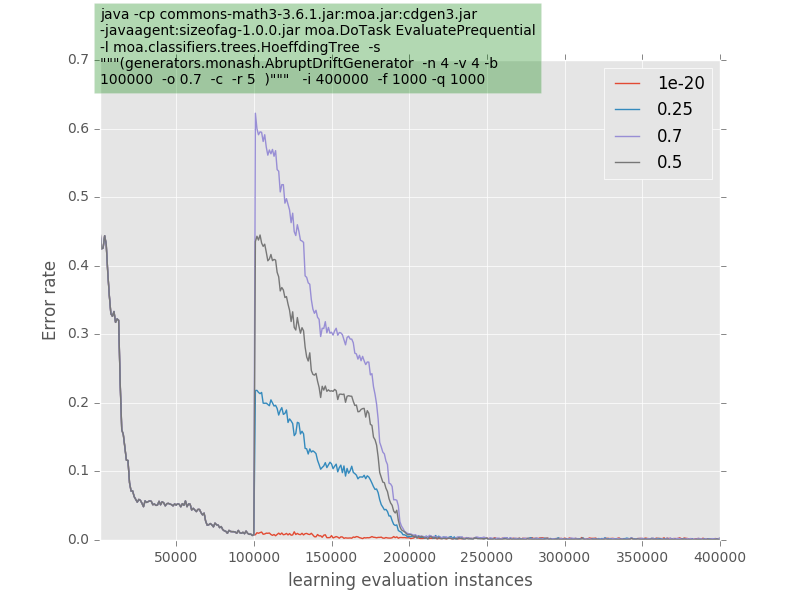 java -cp commons-math3-3.6.1.jar:moa.jar:cdgen3.jar
-javaagent:sizeofag-1.0.0.jar moa.DoTask EvaluatePrequential
-l moa.classifiers.trees.HoeffdingTree -s
"""(generators.monash.AbruptDriftGenerator -n 4 -v 4 -b
100000 -o 0.7 -c -r 5 )""" -i 400000 -f 1000 -q 1000
1e-20
0.25
0.7
0.5
Error rate
0.7
0.6
0.5
0.4
0.3
0.2
0.1
0.0
50000 100000 150000 200000 250000 300000 350000 400000
learning evaluation instances